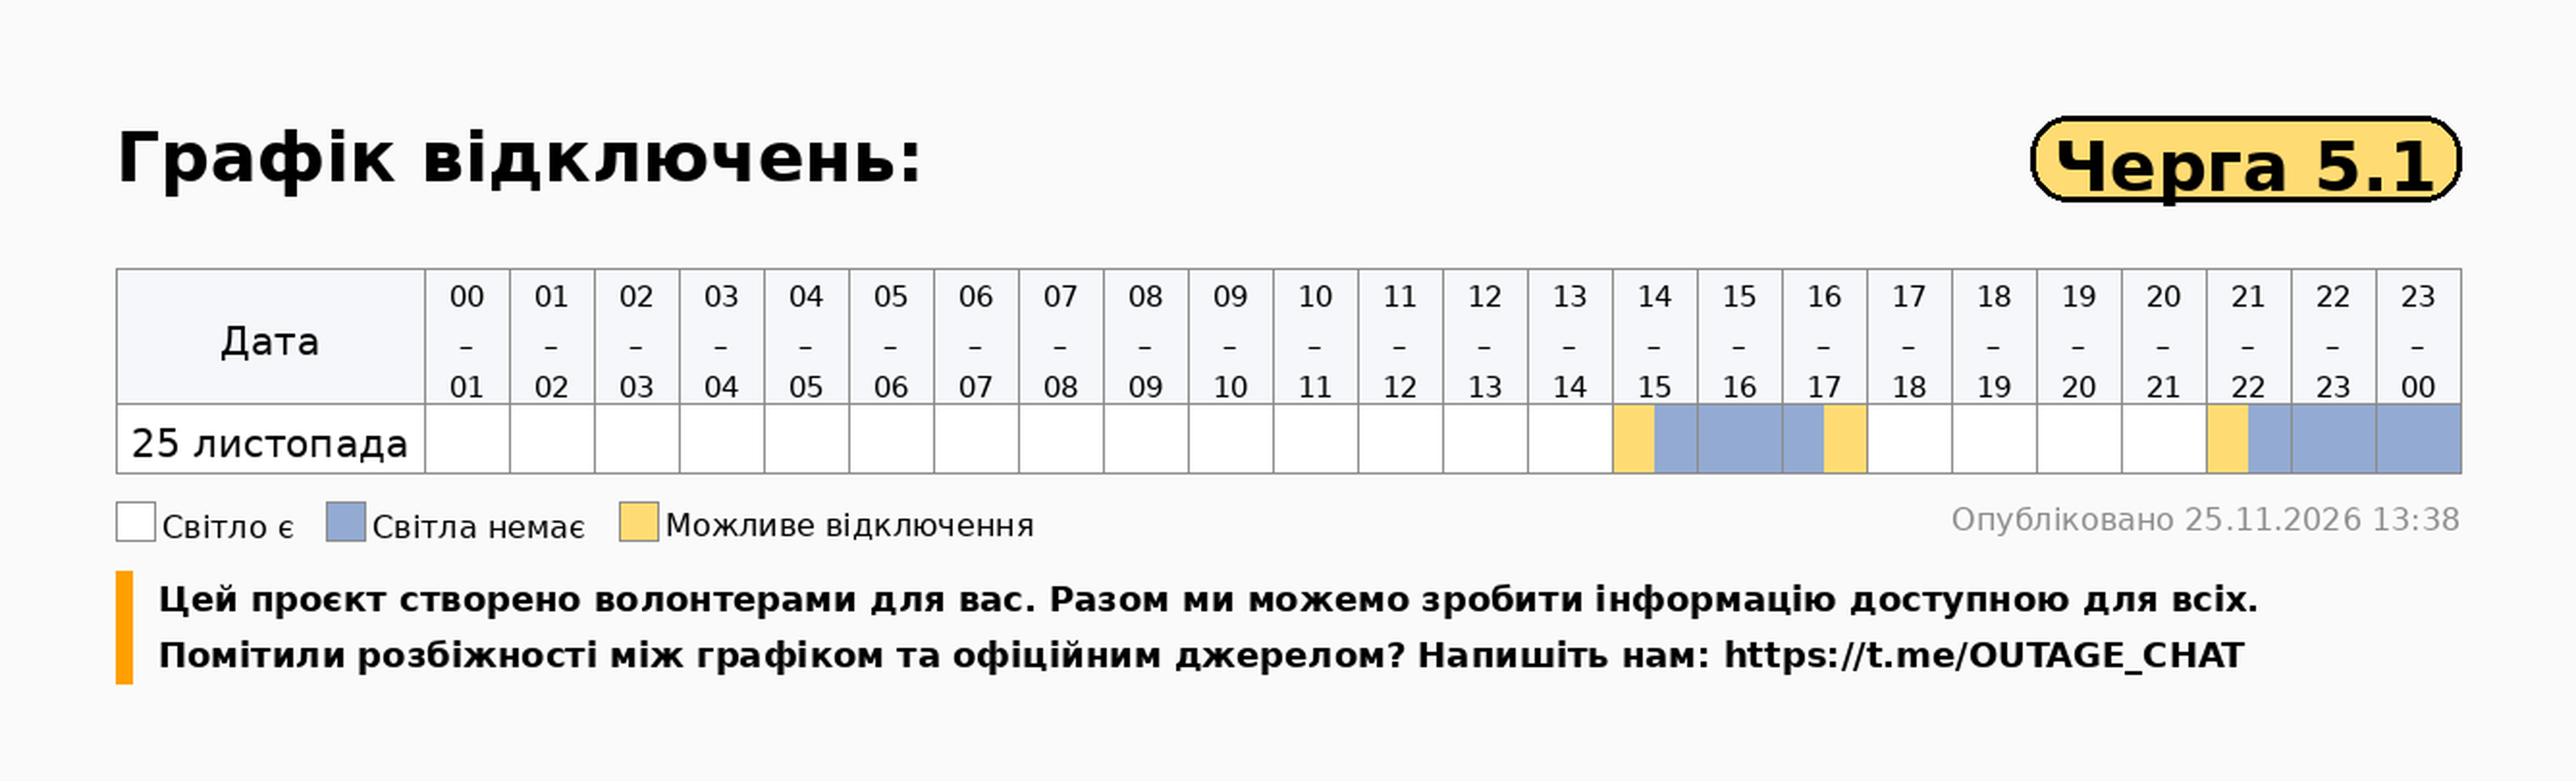 Графік відключень:
Черга 5.1
Дата
00 – 01
01 – 02
02 – 03
03 – 04
04 – 05
05 – 06
06 – 07
07 – 08
08 – 09
09 – 10
10 – 11
11 – 12
12 – 13
13 – 14
14 – 15
15 – 16
16 – 17
17 – 18
18 – 19
19 – 20
20 – 21
21 – 22
22 – 23
23 – 00
25 листопада
Світло є
Світла немає
Можливе відключення
Опубліковано 25.11.2026 13:38
Цей проєкт створено волонтерами для вас. Разом ми можемо зробити інформацію доступною для всіх.
Помітили розбіжності між графіком та офіційним джерелом? Напишіть нам: https://t.me/OUTAGE_CHAT